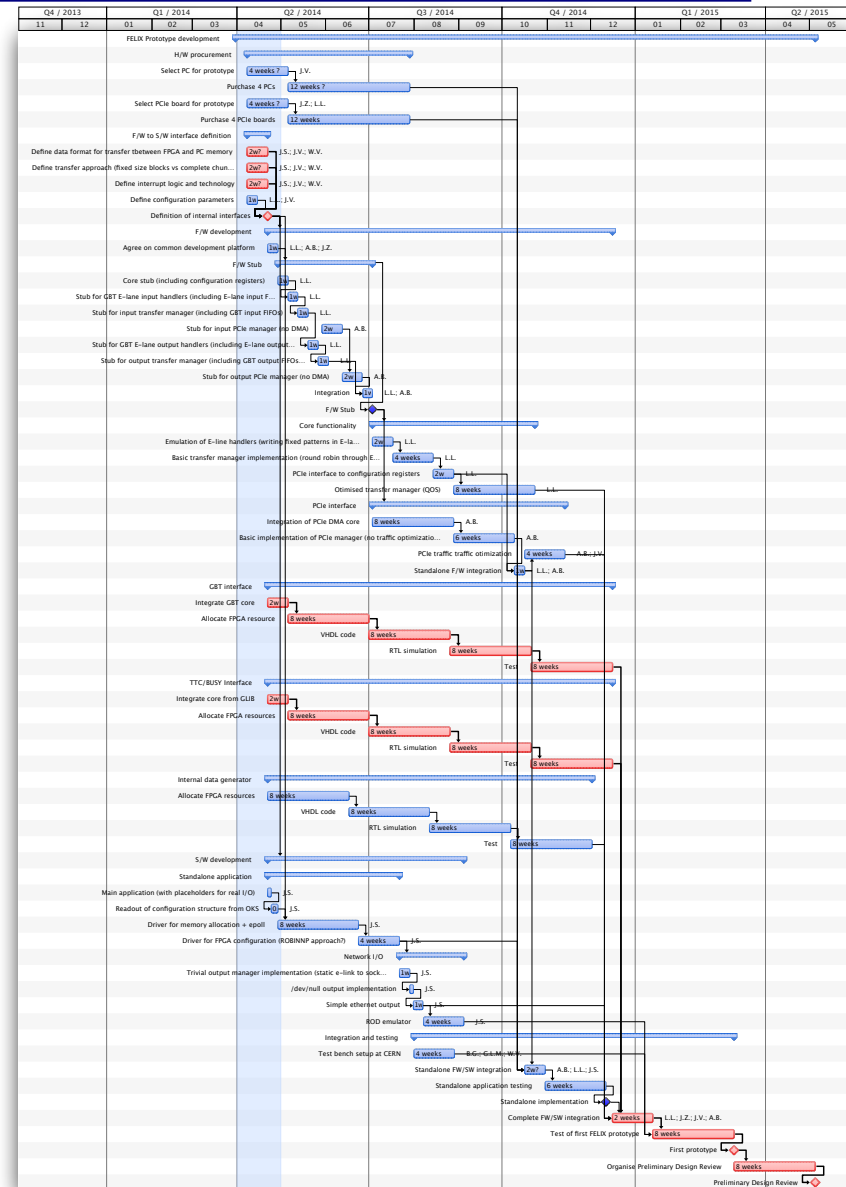 Q4 / 2013 Q1 / 2014 Q2 / 2014 Q3 / 2014 Q4 / 2014 Q1 / 2015 Q2 / 2015
11 12 01 02 03 04 05 06 07 08 09 10 11 12 01 02 03 04 05
FELIX Prototype development
H/W procurement
Select PC for prototype 4 weeks ? J.V.
Purchase 4 PCs 12 weeks ?
Select PCIe board for prototype 4 weeks ? J.Z.; L.L.
Purchase 4 PCIe boards 12 weeks
F/W to S/W interface definition
Define data format for transfer tbetween FPGA and PC memory 2w? J.S.; J.V.; W.V.
Define transfer approach (fixed size blocks vs complete chun... 2w? J.S.; J.V.; W.V.
Define interrupt logic and technology 2w? J.S.; J.V.; W.V.
Define configuration parameters 1w L.L.; J.V.
Definition of internal interfaces
F/W development
Agree on common development platform 1w L.L.; A.B.; J.Z.
F/W Stub
Core stub (including configuration registers) 1w L.L.
Stub for GBT E-lane input handlers (including E-lane input F... 1w L.L.
Stub for input transfer manager (including GBT input FIFOs) 1w L.L.
Stub for input PCIe manager (no DMA) 2w A.B.
Stub for GBT E-lane output handlers (including E-lane output... 1w L.L.
Stub for output transfer manager (including GBT output FIFOs... 1w L.L.
Stub for output PCIe manager (no DMA) 2w A.B.
Integration 1w L.L.; A.B.
F/W Stub
Core functionality
Emulation of E-line handlers (writing fixed patterns in E-la... 2w L.L.
Basic transfer manager implementation (round robin through E... 4 weeks L.L.
PCIe interface to configuration registers 2w L.L.
Otimised transfer manager (QOS) 8 weeks L.L.
PCIe interface
Integration of PCIe DMA core 8 weeks A.B.
Basic implementation of PCIe manager (no traffic optimizatio... 6 weeks A.B.
PCIe traffic traffic otimization 4 weeks A.B.; J.V.
Standalone F/W integration 1w L.L.; A.B.
GBT interface
Integrate GBT core 2w
Allocate FPGA resource 8 weeks
VHDL code 8 weeks
RTL simulation 8 weeks
Test 8 weeks
TTC/BUSY Interface
Integrate core from GLIB 2w
Allocate FPGA resources 8 weeks
VHDL code 8 weeks
RTL simulation 8 weeks
Test 8 weeks
Internal data generator
Allocate FPGA resources 8 weeks
VHDL code 8 weeks
RTL simulation 8 weeks
Test 8 weeks
S/W development
Standalone application
Main application (with placeholders for real I/O) J.S.
Readout of configuration structure from OKS J.S.
Driver for memory allocation + epoll 8 weeks J.S.
Driver for FPGA configuration (ROBINNP approach?) 4 weeks J.S.
Network I/O
Trivial output manager implementation (static e-link to sock... 1w J.S.
/dev/null output implementation J.S.
Simple ethernet output 1w J.S.
ROD emulator 4 weeks J.S.
Integration and testing
Test bench setup at CERN 4 weeks B.G.; G.L.M.; W.V.
Standalone FW/SW integration 2w? A.B.; L.L.; J.S.
Standalone application testing 6 weeks
Standalone implementation
Complete FW/SW integration 2 weeks L.L.; J.Z.; J.V.; A.B.
Test of first FELIX prototype 8 weeks
First prototype
Organise Preliminary Design Review 8 weeks
Preliminary Design Review